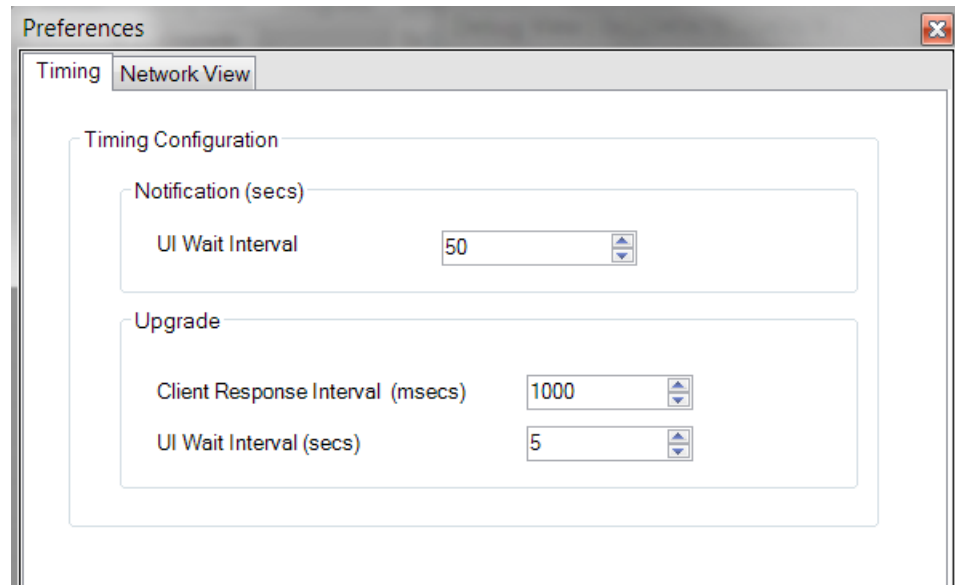 Preferences
Timing Network View
Timing Configuration
Notification (secs)
UI Wait Interval 50
Upgrade
Client Response Interval (msecs) 1000
UI Wait Interval (secs) 5